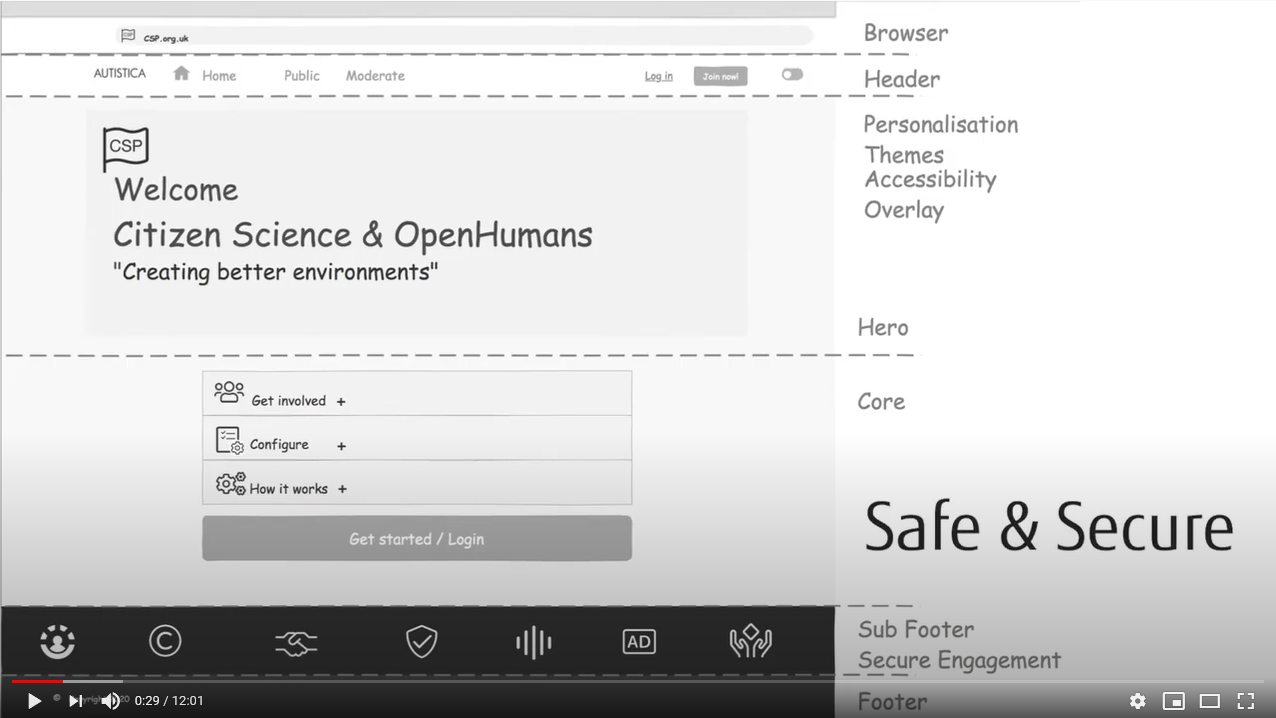 CSP.org.uk
Browser
AUTISTICA Home Public Moderate Log in Join now!
Header
CSP
Welcome
Citizen Science & OpenHumans
"Creating better environments"
Personalisation
Themes
Accessibility
Overlay
Hero
Get involved +
Configure +
How it works +
Get started / Login
Core
Safe & Secure
© AD
Sub Footer
Secure Engagement
©
Footer
0:29 / 12:01